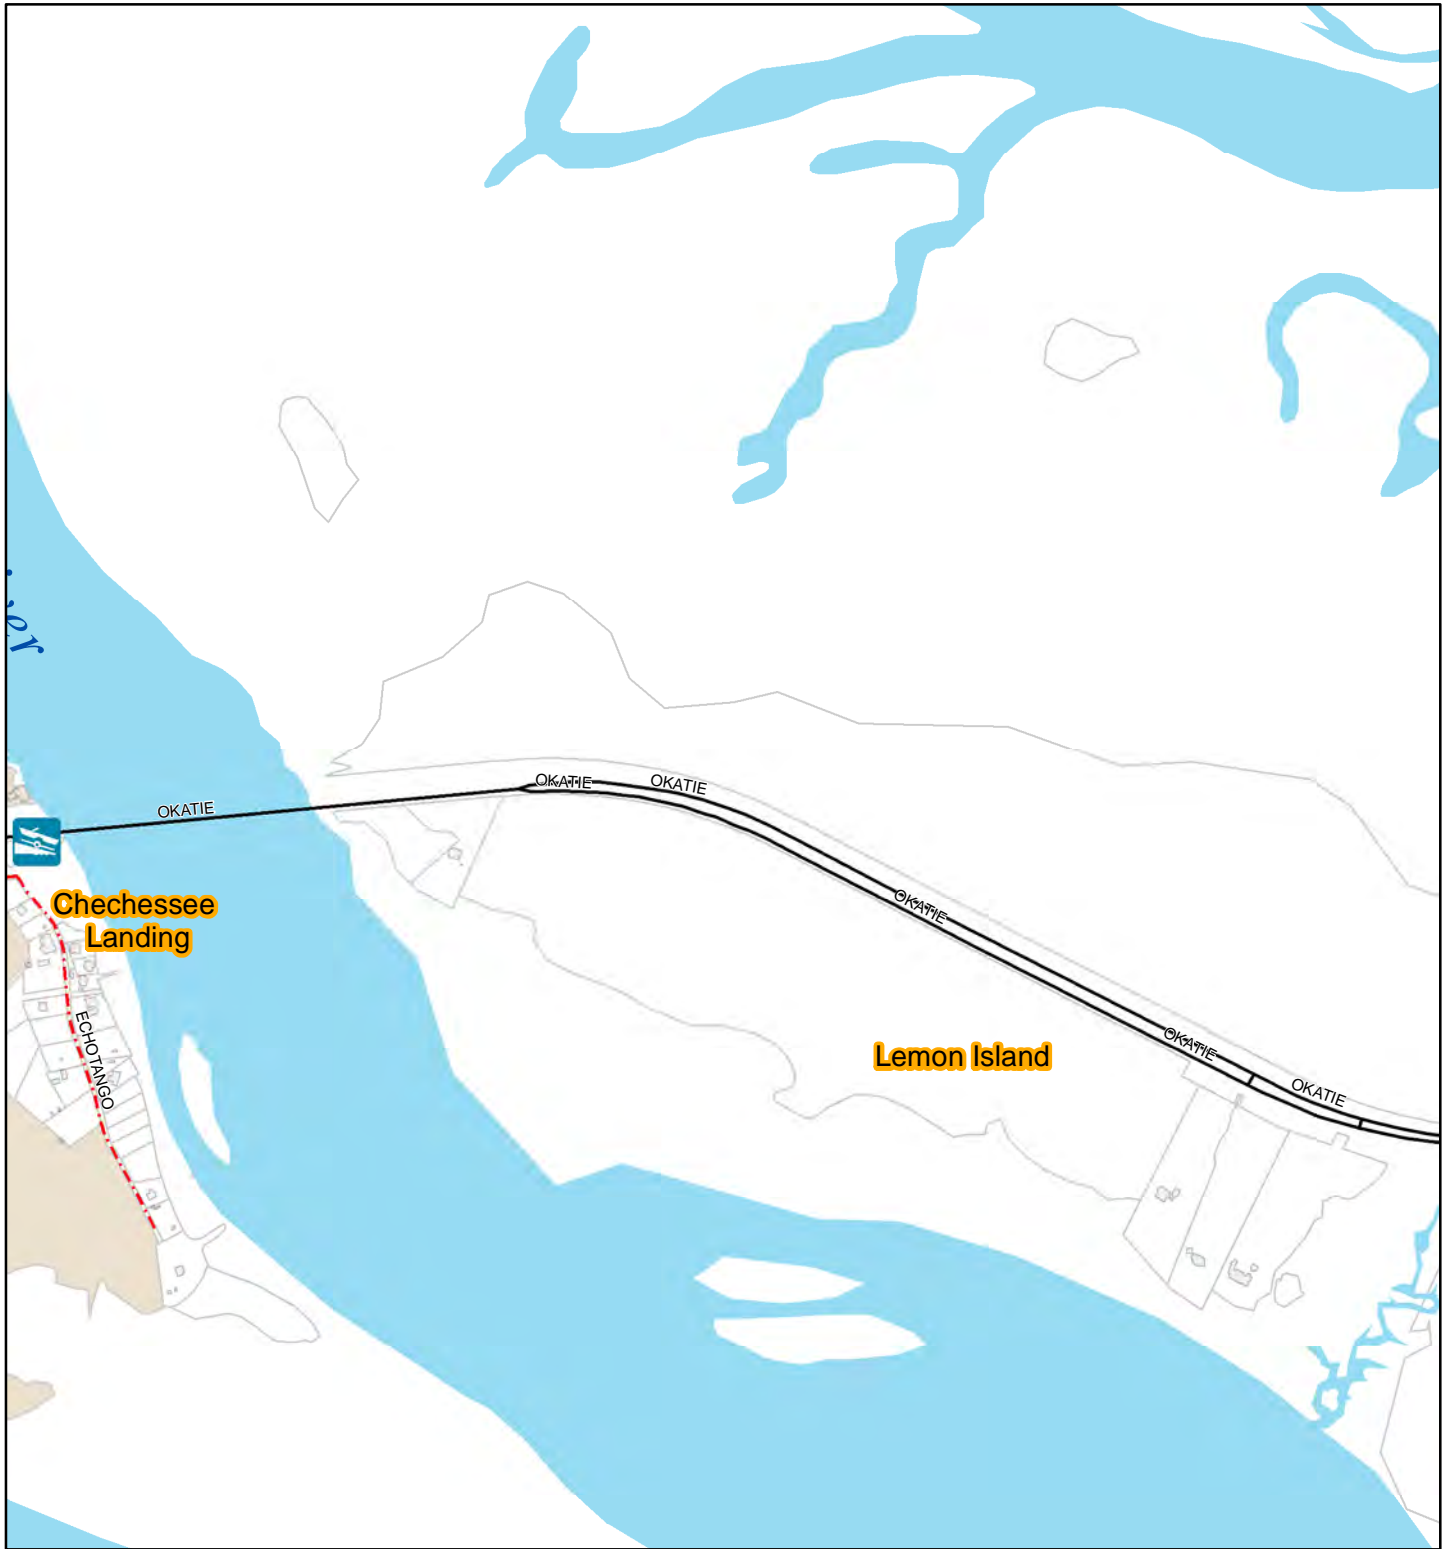 OKATIE
OKATIE
OKATIE
OKATIE
OKATIE
OKATIE
Chechessee
Landing
ECHOTANGO
Lemon Island